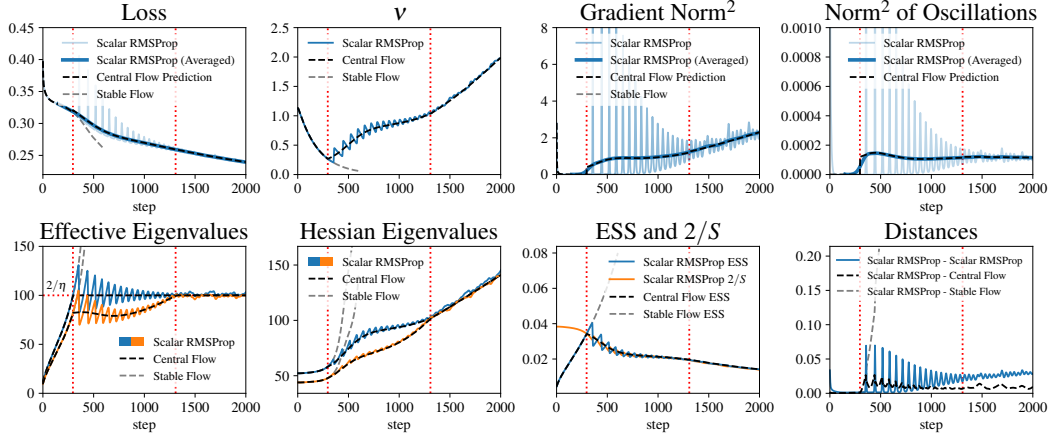 Loss
0.45
0.40
0.35
0.30
0.25
0 500 1000 1500 2000
step
Scalar RMSProp
Scalar RMSProp (Averaged)
Central Flow Prediction
Stable Flow
ν
2.5
2.0
1.5
1.0
0.5
0.0
0 500 1000 1500 2000
step
Scalar RMSProp
Central Flow
Stable Flow
Gradient Norm²
8
6
4
2
0
0 500 1000 1500 2000
step
Scalar RMSProp
Scalar RMSProp (Averaged)
Central Flow Prediction
Stable Flow
Norm² of Oscillations
0.0010
0.0008
0.0006
0.0004
0.0002
0.0000
0 500 1000 1500 2000
step
Scalar RMSProp
Scalar RMSProp (Averaged)
Central Flow Prediction
Effective Eigenvalues
150
100
50
0
2/η
0 500 1000 1500 2000
step
Scalar RMSProp
Central Flow
Stable Flow
Hessian Eigenvalues
150
100
50
0 500 1000 1500 2000
step
Scalar RMSProp
Central Flow
Stable Flow
ESS and 2/S
0.08
0.06
0.04
0.02
0 500 1000 1500 2000
step
Scalar RMSProp ESS
Scalar RMSProp 2/S
Central Flow ESS
Stable Flow ESS
Distances
0.20
0.15
0.10
0.05
0.00
0 500 1000 1500 2000
step
Scalar RMSProp - Scalar RMSProp
Scalar RMSProp - Central Flow
Scalar RMSProp - Stable Flow